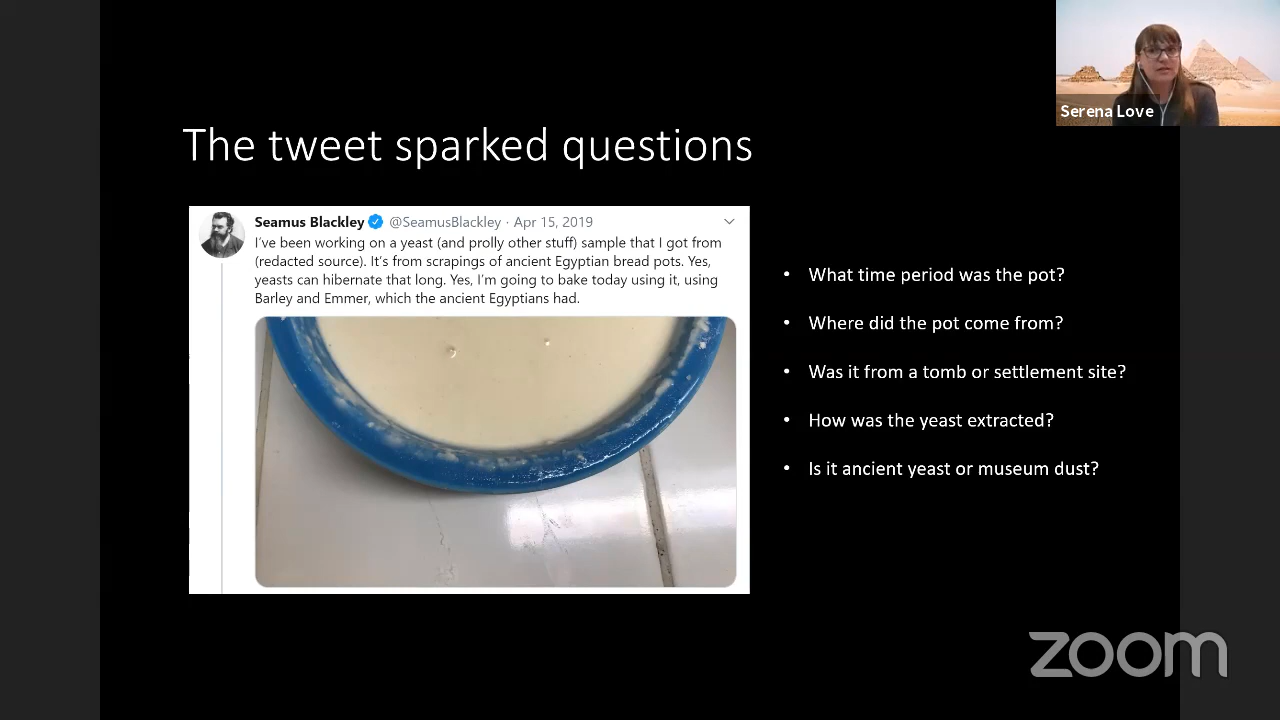 Serena Love
The tweet sparked questions
Seamus Blackley @SeamusBlackley · Apr 15, 2019
I've been working on a yeast (and prolly other stuff) sample that I got from
(redacted source). It's from scrapings of ancient Egyptian bread pots. Yes,
yeasts can hibernate that long. Yes, I'm going to bake today using it, using
Barley and Emmer, which the ancient Egyptians had.
• What time period was the pot?
• Where did the pot come from?
• Was it from a tomb or settlement site?
• How was the yeast extracted?
• Is it ancient yeast or museum dust?
zoom